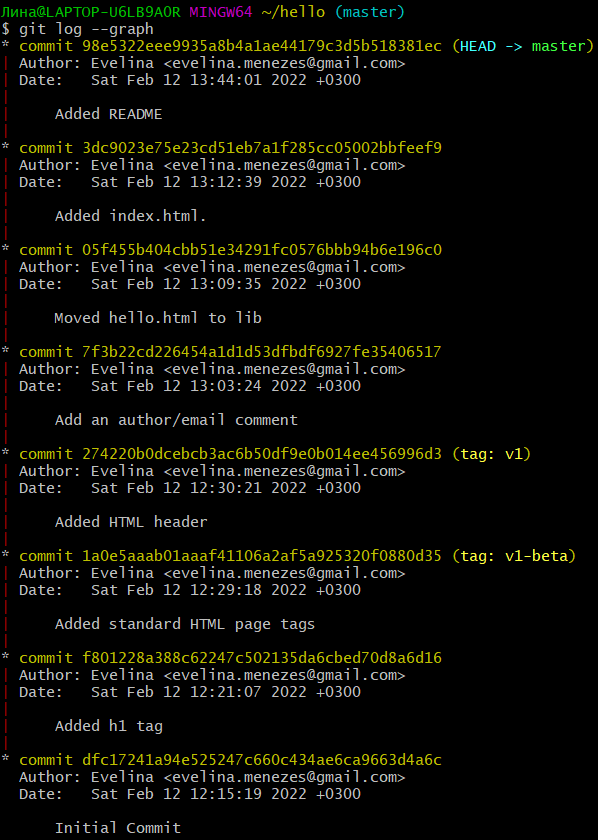 Лина@LAPTOP-U6LB9AOR MINGW64 ~/hello (master)
$ git log --graph
* commit 98e5322eee9935a8b4a1ae44179c3d5b518381ec (HEAD -> master)
| Author: Evelina <evelina.menezes@gmail.com>
| Date:   Sat Feb 12 13:44:01 2022 +0300
|
|     Added README
|
* commit 3dc9023e75e23cd51eb7a1f285cc05002bbfeef9
| Author: Evelina <evelina.menezes@gmail.com>
| Date:   Sat Feb 12 13:12:39 2022 +0300
|
|     Added index.html.
|
* commit 05f455b404cbb51e34291fc0576bbb94b6e196c0
| Author: Evelina <evelina.menezes@gmail.com>
| Date:   Sat Feb 12 13:09:35 2022 +0300
|
|     Moved hello.html to lib
|
* commit 7f3b22cd226454a1d1d53dfbdf6927fe35406517
| Author: Evelina <evelina.menezes@gmail.com>
| Date:   Sat Feb 12 13:03:24 2022 +0300
|
|     Add an author/email comment
|
* commit 274220b0dcebcb3ac6b50df9e0b014ee456996d3 (tag: v1)
| Author: Evelina <evelina.menezes@gmail.com>
| Date:   Sat Feb 12 12:30:21 2022 +0300
|
|     Added HTML header
|
* commit 1a0e5aaab01aaaf41106a2af5a925320f0880d35 (tag: v1-beta)
| Author: Evelina <evelina.menezes@gmail.com>
| Date:   Sat Feb 12 12:29:18 2022 +0300
|
|     Added standard HTML page tags
|
* commit f801228a388c62247c502135da6cbed70d8a6d16
| Author: Evelina <evelina.menezes@gmail.com>
| Date:   Sat Feb 12 12:21:07 2022 +0300
|
|     Added h1 tag
|
* commit dfc17241a94e525247c660c434ae6ca9663d4a6c
  Author: Evelina <evelina.menezes@gmail.com>
  Date:   Sat Feb 12 12:15:19 2022 +0300

      Initial Commit